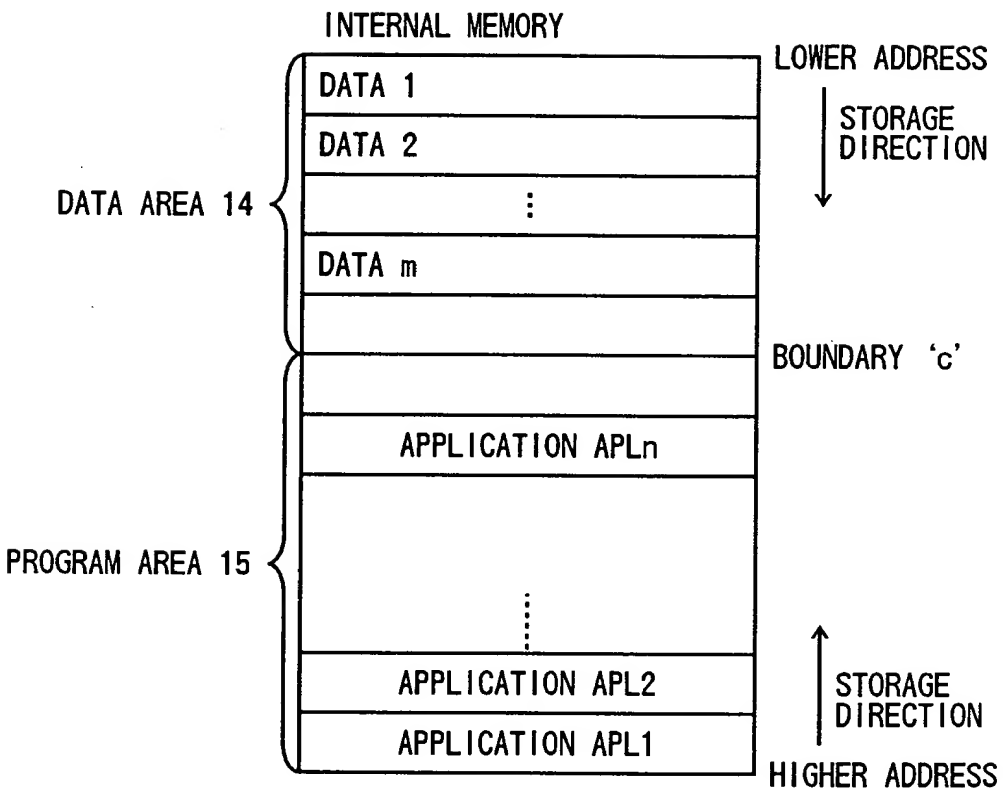 INTERNAL MEMORY
LOWER ADDRESS
DATA 1
STORAGE
DIRECTION
DATA 2
DATA AREA 14
⋮
DATA m
BOUNDARY ‘c’
APPLICATION APLn
PROGRAM AREA 15
APPLICATION APL2
STORAGE
DIRECTION
APPLICATION APL1
HIGHER ADDRESS